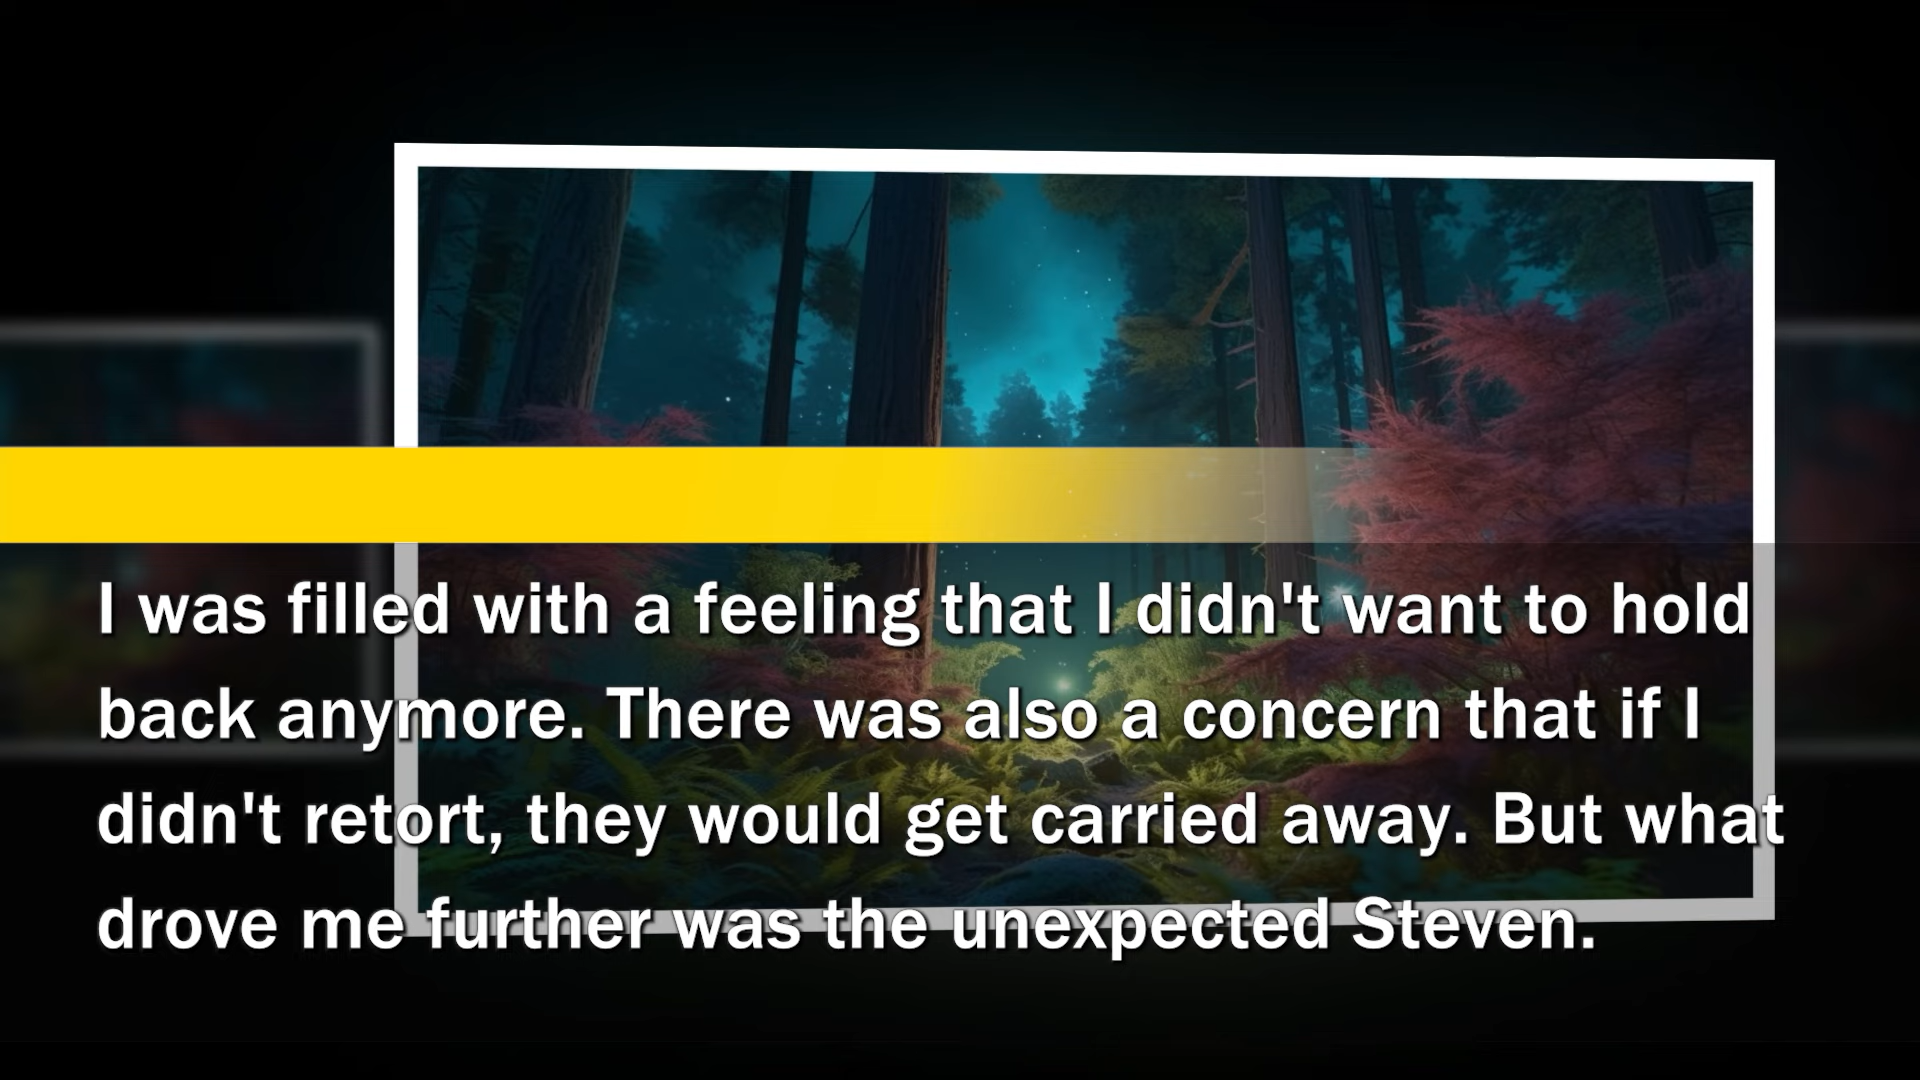 I was filled with a feeling that I didn't want to hold
back anymore. There was also a concern that if I
didn't retort, they would get carried away. But what
drove me further was the unexpected Steven.